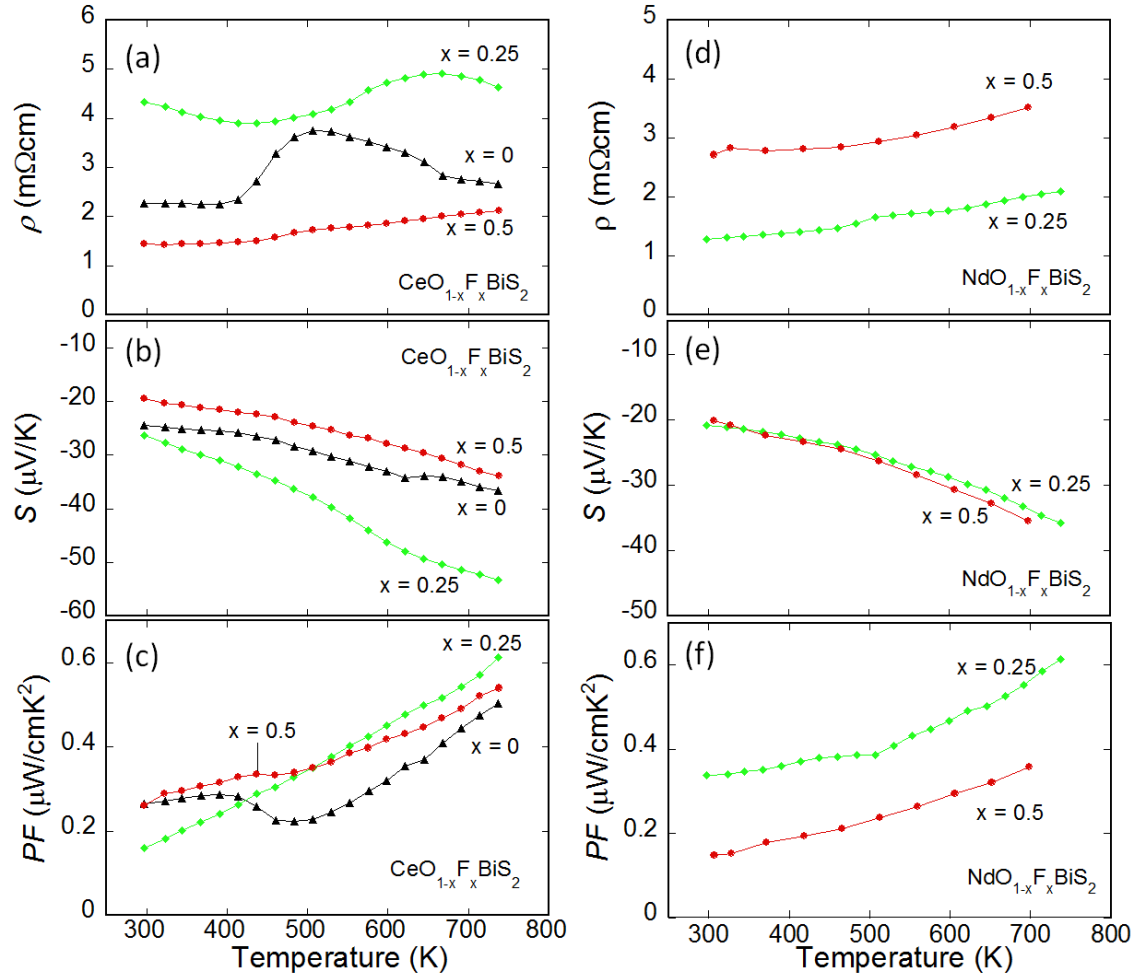 (a)
6
5
4
3
2
1
0
ρ (mΩcm)
x = 0.25
x = 0
x = 0.5
CeO1-xFxBiS2
(b)
-10
-20
-30
-40
-50
-60
S (μV/K)
CeO1-xFxBiS2
x = 0.5
x = 0
x = 0.25
(c)
0.6
0.4
0.2
0
PF (μW/cmK²)
x = 0.25
x = 0.5
x = 0
CeO1-xFxBiS2
300 400 500 600 700 800
Temperature (K)
(d)
5
4
3
2
1
0
ρ (mΩcm)
x = 0.5
x = 0.25
NdO1-xFxBiS2
(e)
-10
-20
-30
-40
-50
S (μV/K)
x = 0.25
x = 0.5
NdO1-xFxBiS2
(f)
0.6
0.4
0.2
0
PF (μW/cmK²)
x = 0.25
x = 0.5
NdO1-xFxBiS2
300 400 500 600 700 800
Temperature (K)